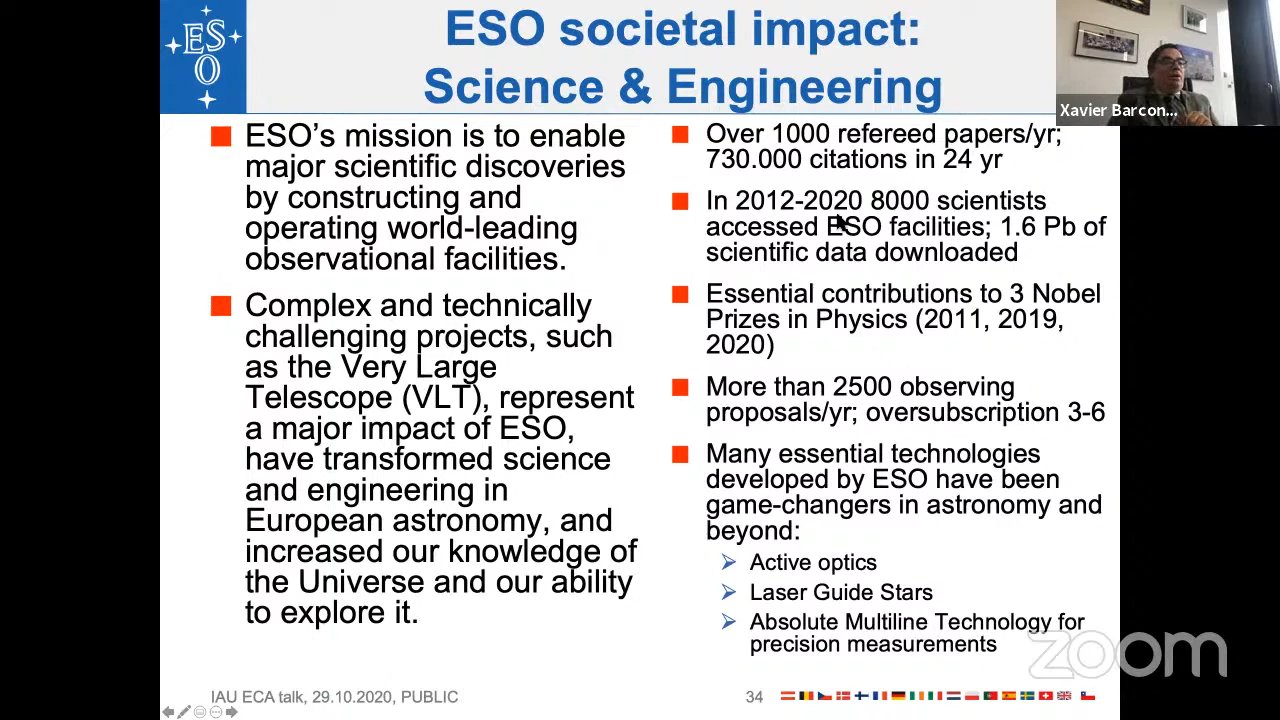 ESO societal impact:
Science & Engineering
ES
O
Xavier Barcon...
ESO's mission is to enable
major scientific discoveries
by constructing and
operating world-leading
observational facilities.
Complex and technically
challenging projects, such
as the Very Large
Telescope (VLT), represent
a major impact of ESO,
have transformed science
and engineering in
European astronomy, and
increased our knowledge of
the Universe and our ability
to explore it.
Over 1000 refereed papers/yr;
730.000 citations in 24 yr
In 2012-2020 8000 scientists
accessed ESO facilities; 1.6 Pb of
scientific data downloaded
Essential contributions to 3 Nobel
Prizes in Physics (2011, 2019,
2020)
More than 2500 observing
proposals/yr; oversubscription 3-6
Many essential technologies
developed by ESO have been
game-changers in astronomy and
beyond:
Active optics
Laser Guide Stars
Absolute Multiline Technology for
precision measurements
zoom
IAU ECA talk, 29.10.2020, PUBLIC
34